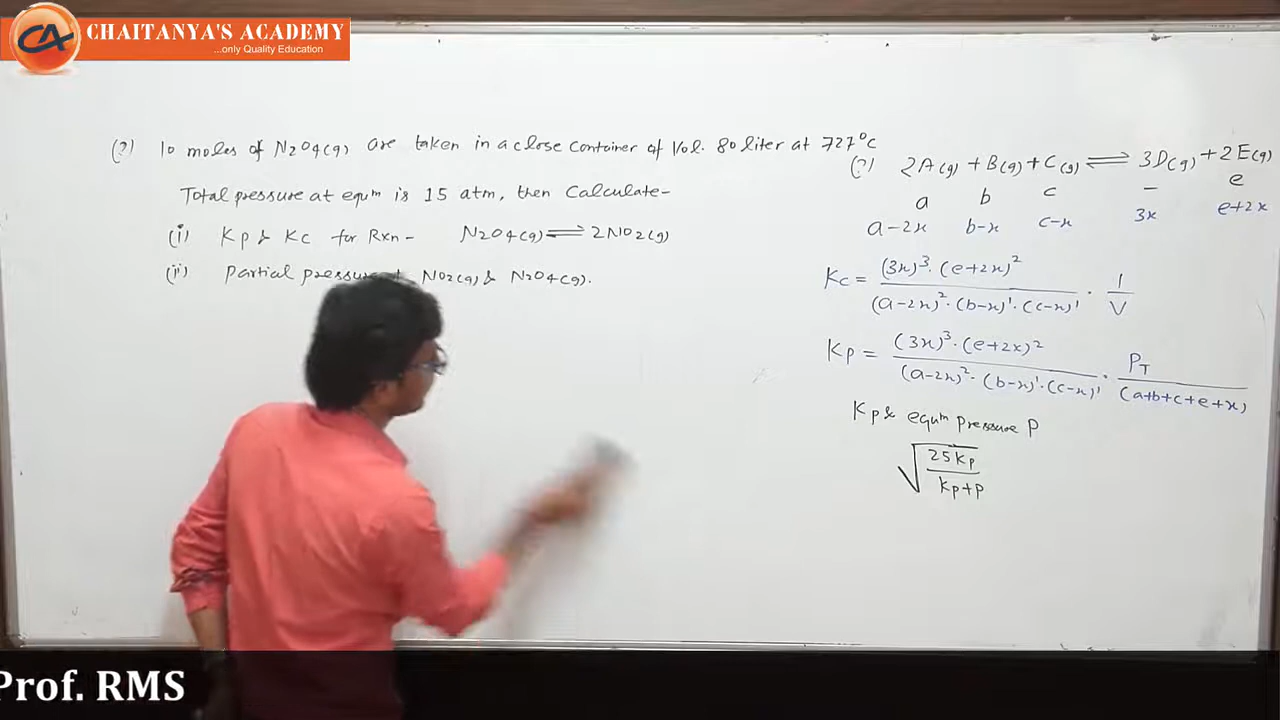 CHAITANYA'S ACADEMY
...only Quality Education
(?) 10 moles of N₂O₄(g) are taken in a close container of Vol. 80 liter at 727°C
Total pressure at equᵐ is 15 atm, then Calculate-
(i) Kp & Kc for Rxn - N₂O₄(g) ⇌ 2NO₂(g)
(ii) Partial pressure NO₂(g) & N₂O₄(g).
(?) 2A(g) + B(g) + C(g) ⇌ 3D(g) + 2E(g)
a b c – e
a-2x b-x c-x 3x e+2x
Kc = (3x)³·(e+2x)² / (a-2x)²·(b-x)¹·(c-x)¹ · 1/V
Kp = (3x)³·(e+2x)² / (a-2x)²·(b-x)¹·(c-x)¹ · P_T / (a+b+c+e+x)
Kp & equᵐ pressure P
√(25Kp / Kp+P)
Prof. RMS